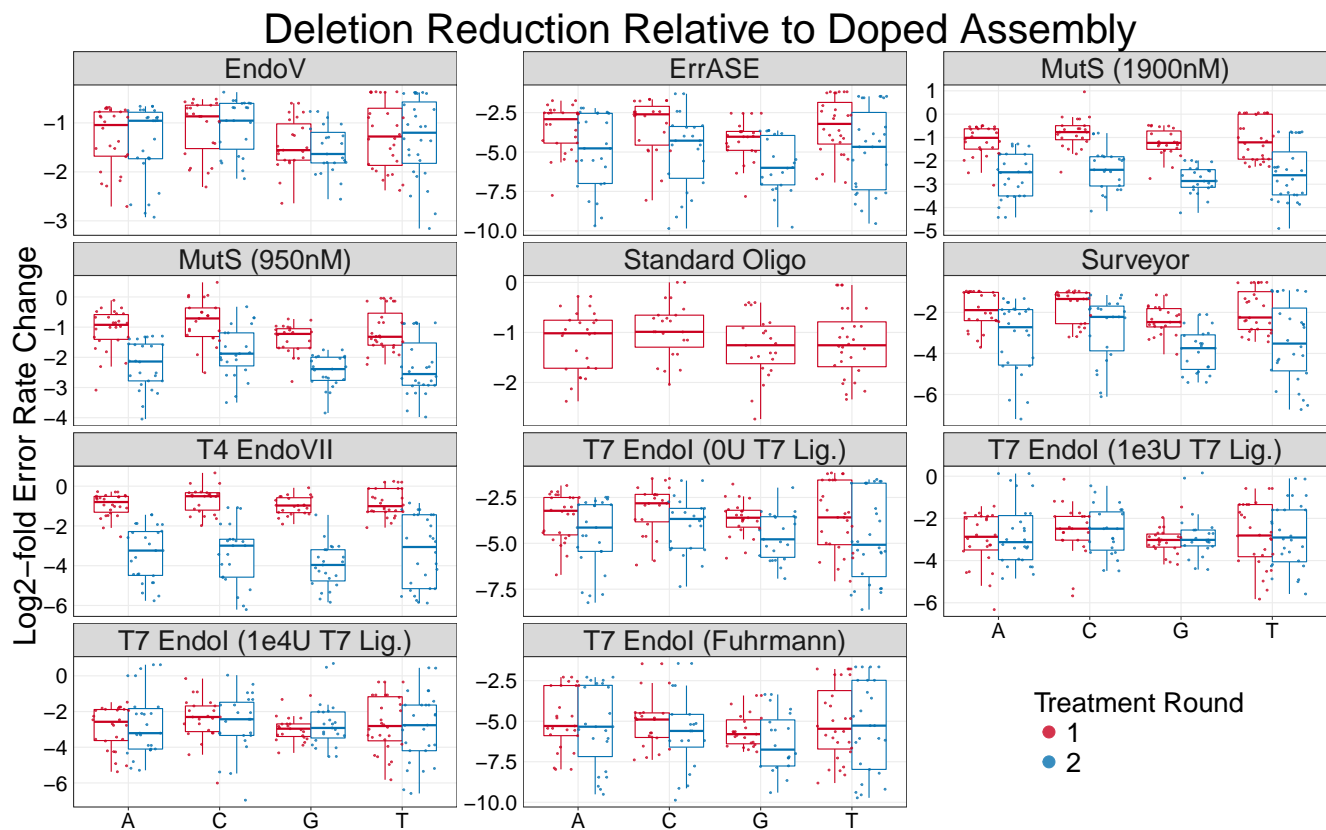 Deletion Reduction Relative to Doped Assembly
EndoV
ErrASE
MutS (1900nM)
−1
−2
−3
−2.5
−5.0
−7.5
−10.0
1
0
−1
−2
−3
−4
−5
MutS (950nM)
Standard Oligo
Surveyor
0
−1
−2
−3
−4
0
−1
−2
−2
−4
−6
T4 EndoVII
T7 EndoI (0U T7 Lig.)
T7 EndoI (1e3U T7 Lig.)
0
−2
−4
−6
−2.5
−5.0
−7.5
0
−2
−4
−6
A C G T
T7 EndoI (1e4U T7 Lig.)
T7 EndoI (Fuhrmann)
0
−2
−4
−6
−2.5
−5.0
−7.5
−10.0
A C G T
A C G T
Log2−fold Error Rate Change
Treatment Round
1
2